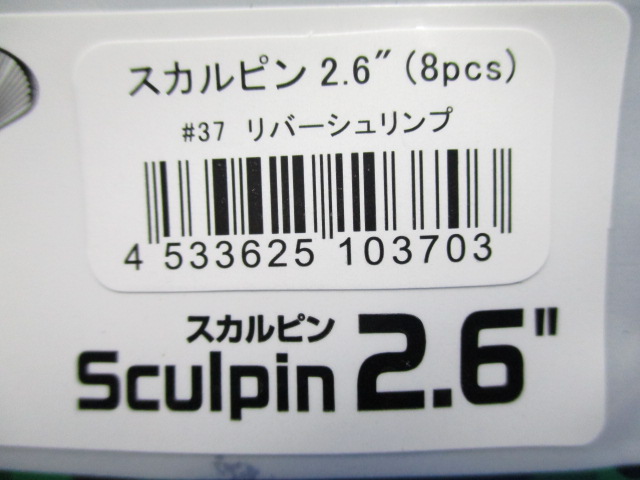 スカルピン 2.6" (8pcs)
#37 リバーシュリンプ
4 533625 103703
スカルピン
Sculpin 2.6"